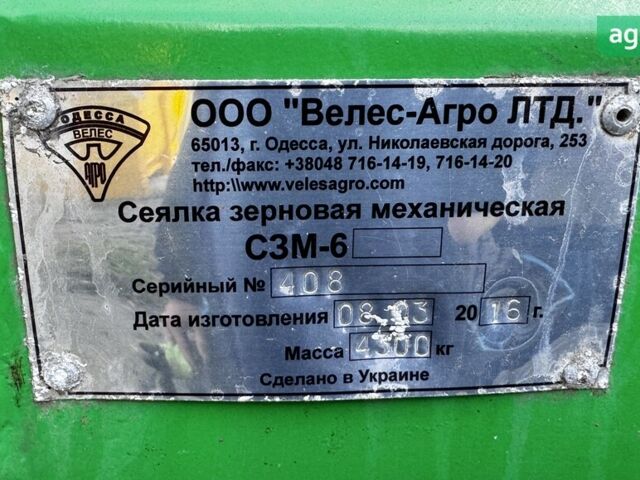 ag
ОДЕССА
ВЕЛЕС
АГРО
ООО "Велес-Агро ЛТД."
65013, г. Одесса, ул. Николаевская дорога, 253
тел./факс: +38048 716-14-19, 716-14-20
http:\\www.velesagro.com
Сеялка зерновая механическая
СЗМ-6
Серийный № 408
Дата изготовления 08-03 2016 г.
Масса 4300 кг
Сделано в Украине